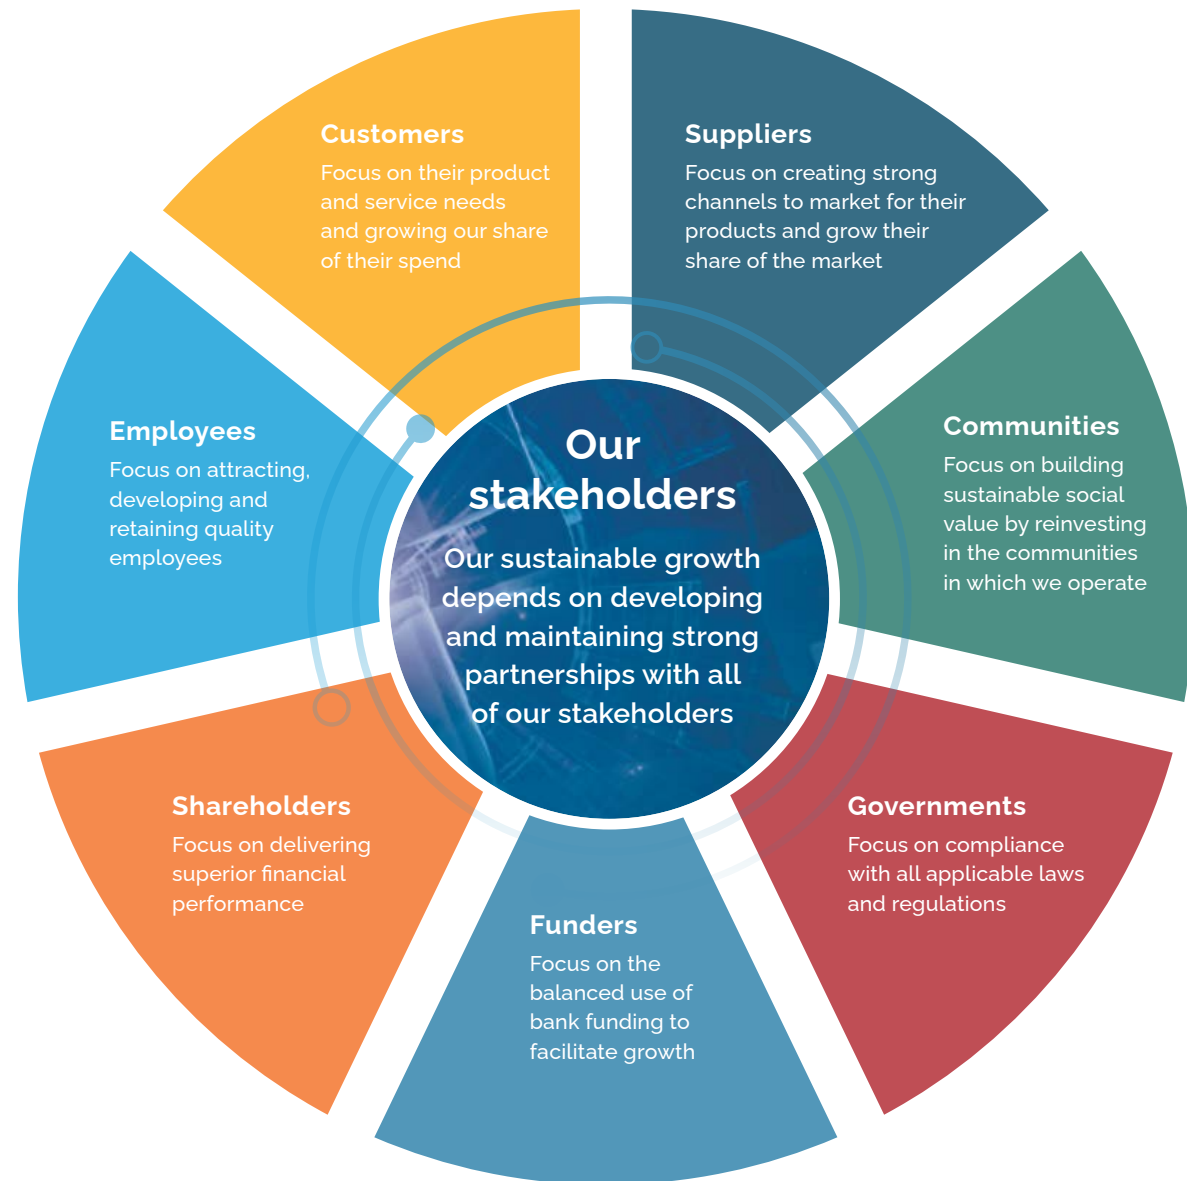 Customers
Focus on their product
and service needs
and growing our share
of their spend
Suppliers
Focus on creating strong
channels to market for their
products and grow their
share of the market
Employees
Focus on attracting,
developing and
retaining quality
employees
Our
stakeholders
Our sustainable growth
depends on developing
and maintaining strong
partnerships with all
of our stakeholders
Communities
Focus on building
sustainable social
value by reinvesting
in the communities
in which we operate
Shareholders
Focus on delivering
superior financial
performance
Funders
Focus on the
balanced use of
bank funding to
facilitate growth
Governments
Focus on compliance
with all applicable laws
and regulations